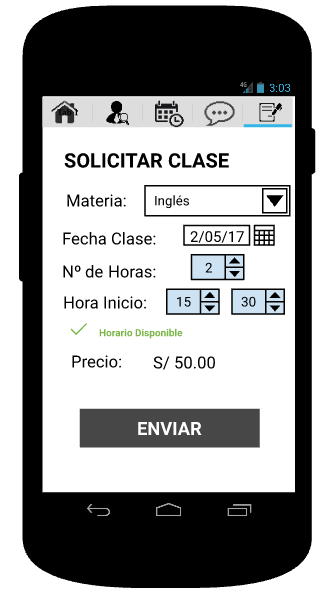 4G 3:03
SOLICITAR CLASE
Materia: Inglés
Fecha Clase: 2/05/17
Nº de Horas: 2
Hora Inicio: 15 30
Horario Disponible
Precio: S/ 50.00
ENVIAR